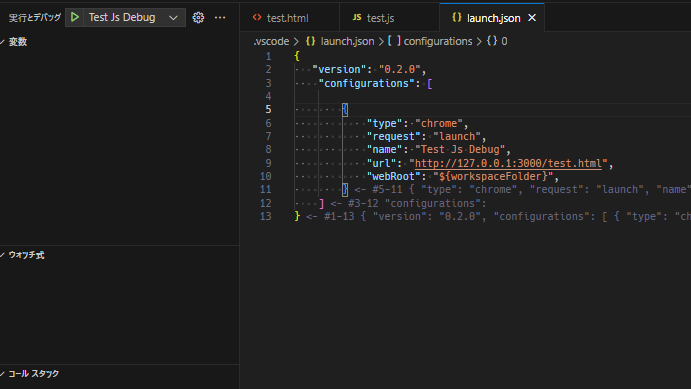 実行とデバッグ Test Js Debug ...
test.html test.js launch.json
.vscode > launch.json > [ ] configurations > {} 0
変数
1 {
2 "version": "0.2.0",
3 "configurations": [
4
5 {
6 "type": "chrome",
7 "request": "launch",
8 "name": "Test Js Debug",
9 "url": "http://127.0.0.1:3000/test.html",
10 "webRoot": "${workspaceFolder}",
11 } <- #5-11 { "type": "chrome", "request": "launch", "name"
12 ] <- #3-12 "configurations":
13 } <- #1-13 { "version": "0.2.0", "configurations": [ { "type": "ch
ウォッチ式
コール スタック